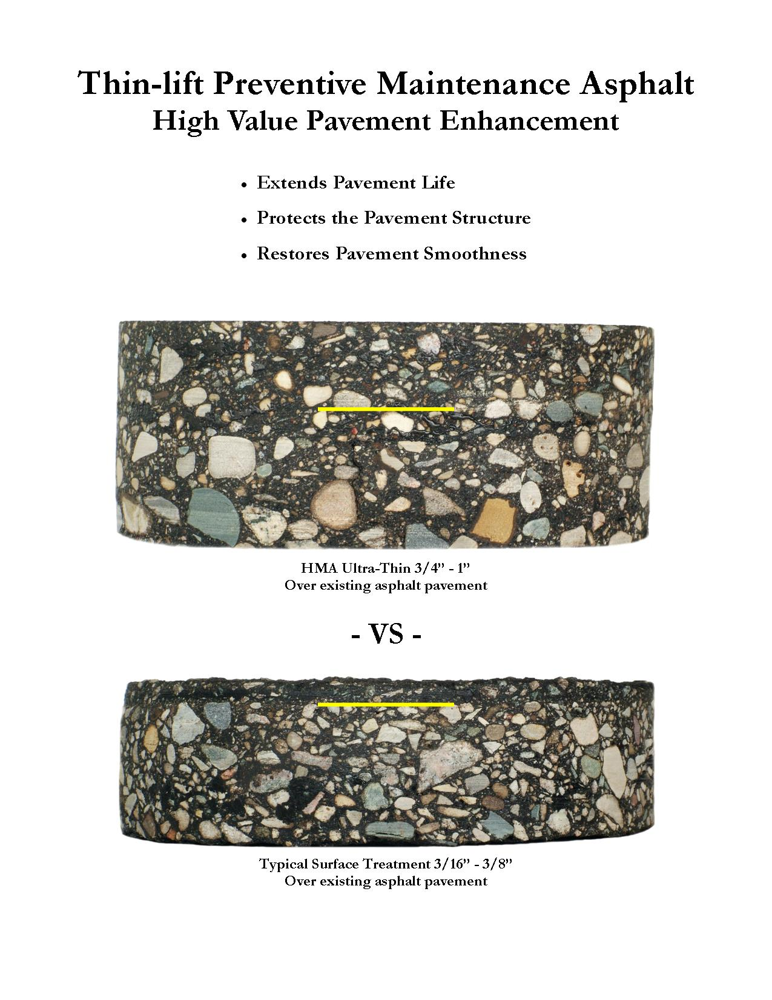 Thin-lift Preventive Maintenance Asphalt
High Value Pavement Enhancement
• Extends Pavement Life
• Protects the Pavement Structure
• Restores Pavement Smoothness
HMA Ultra-Thin 3/4” - 1”
Over existing asphalt pavement
- VS -
Typical Surface Treatment 3/16” - 3/8”
Over existing asphalt pavement